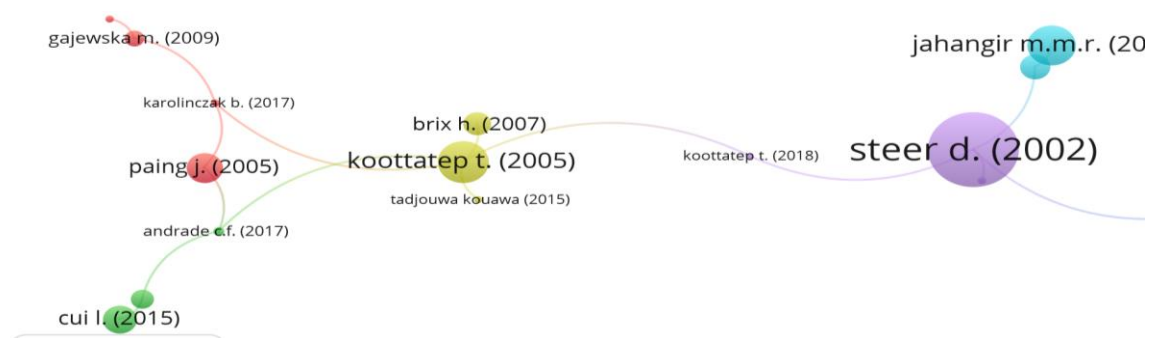 gajewska m. (2009)
jahangir m.m.r. (20
karolinczak b. (2017)
brix h. (2007)
paing j. (2005)
koottatep t. (2005)
koottatep t. (2018)
steer d. (2002)
tadjouwa kouawa (2015)
andrade c.f. (2017)
cui l. (2015)